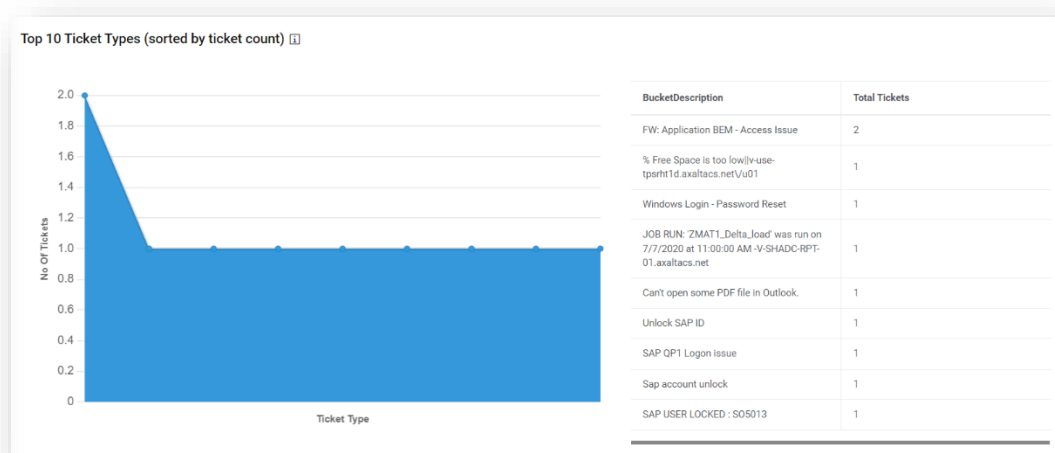 Top 10 Ticket Types (sorted by ticket count) i
2.0
1.8
1.6
1.4
1.2
1.0
0.8
0.6
0.4
0.2
0
No Of Tickets
Ticket Type
BucketDescription Total Tickets
FW: Application BEM - Access Issue 2
% Free Space is too low||v-use-
tpsrht1d.axaltacs.net\/u01 1
Windows Login - Password Reset 1
JOB RUN: 'ZMAT1_Delta_load' was run on
7/7/2020 at 11:00:00 AM -V-SHADC-RPT- 1
01.axaltacs.net
Can't open some PDF file in Outlook. 1
Unlock SAP ID 1
SAP QP1 Logon issue 1
Sap account unlock 1
SAP USER LOCKED : SO5013 1